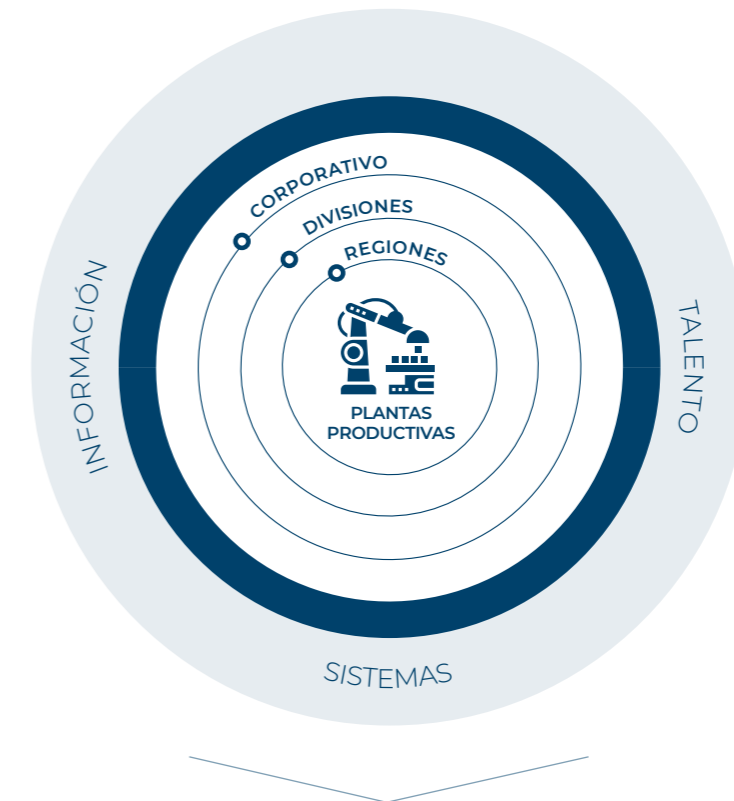 CORPORATIVO
DIVISIONES
REGIONES
PLANTAS
PRODUCTIVAS
INFORMACIÓN
TALENTO
SISTEMAS